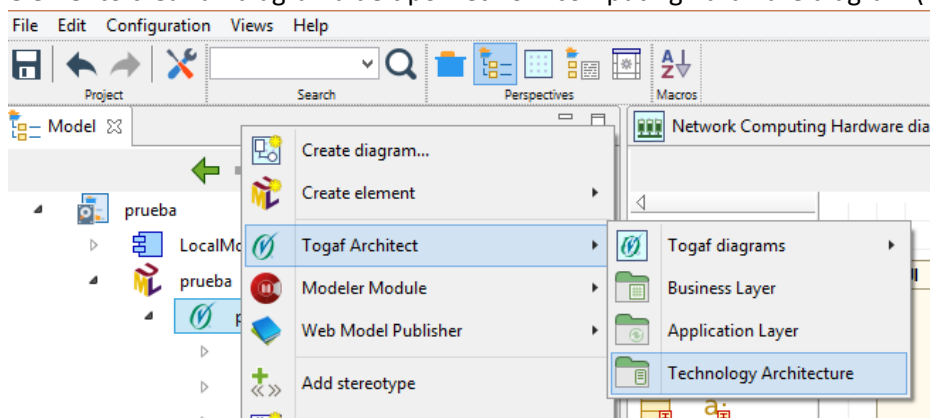 File Edit Configuration Views Help
Project Search Perspectives Macros
Model
Network Computing Hardware dia
Create diagram...
Create element
prueba
LocalMo
Togaf Architect
Togaf diagrams
prueba
Modeler Module
Business Layer
Web Model Publisher
Application Layer
Add stereotype
Technology Architecture